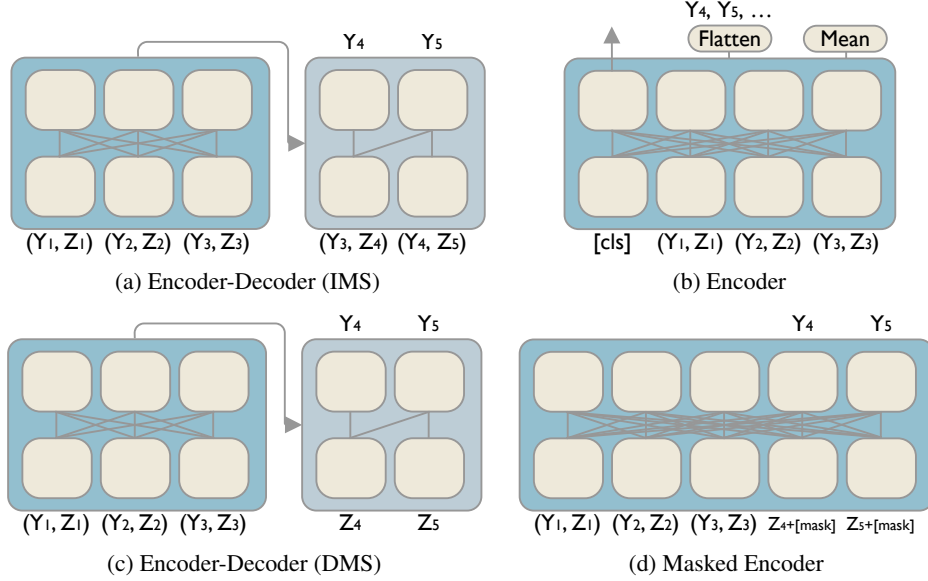 Y₄ Y₅
(Y₁, Z₁) (Y₂, Z₂) (Y₃, Z₃) (Y₃, Z₄) (Y₄, Z₅)
(a) Encoder-Decoder (IMS)
Y₄, Y₅, ...
Flatten Mean
[cls] (Y₁, Z₁) (Y₂, Z₂) (Y₃, Z₃)
(b) Encoder
Y₄ Y₅
(Y₁, Z₁) (Y₂, Z₂) (Y₃, Z₃) Z₄ Z₅
(c) Encoder-Decoder (DMS)
Y₄ Y₅
(Y₁, Z₁) (Y₂, Z₂) (Y₃, Z₃) Z₄+[mask] Z₅+[mask]
(d) Masked Encoder